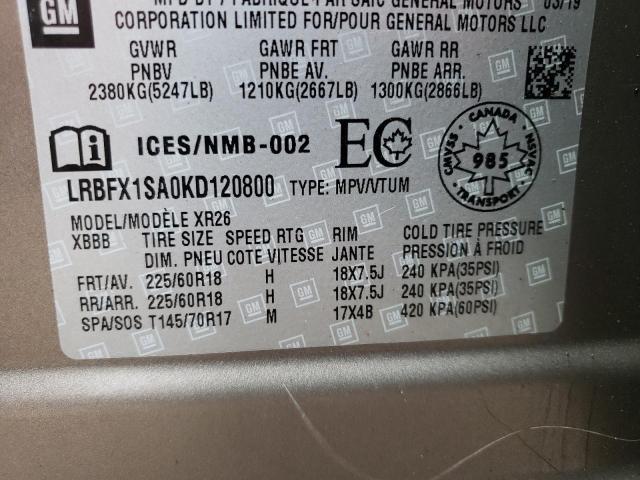 GM
MFD BY / FABRIQUÉ PAR SAIC GENERAL MOTORS 03/19
CORPORATION LIMITED FOR/POUR GENERAL MOTORS LLC
GVWR GAWR FRT GAWR RR
PNBV PNBE AV. PNBE ARR.
2380KG(5247LB) 1210KG(2667LB) 1300KG(2866LB)
ICES/NMB-002 EC
CANADA
CMVSS NSVAC
985
TRANSPORT
LRBFX1SA0KD120800 TYPE: MPV/VTUM
MODEL/MODÈLE XR26
XBBB TIRE SIZE SPEED RTG RIM COLD TIRE PRESSURE
DIM. PNEU COTE VITESSE JANTE PRESSION À FROID
FRT/AV. 225/60R18 H 18X7.5J 240 KPA(35PSI)
RR/ARR. 225/60R18 H 18X7.5J 240 KPA(35PSI)
SPA/SOS T145/70R17 M 17X4B 420 KPA(60PSI)